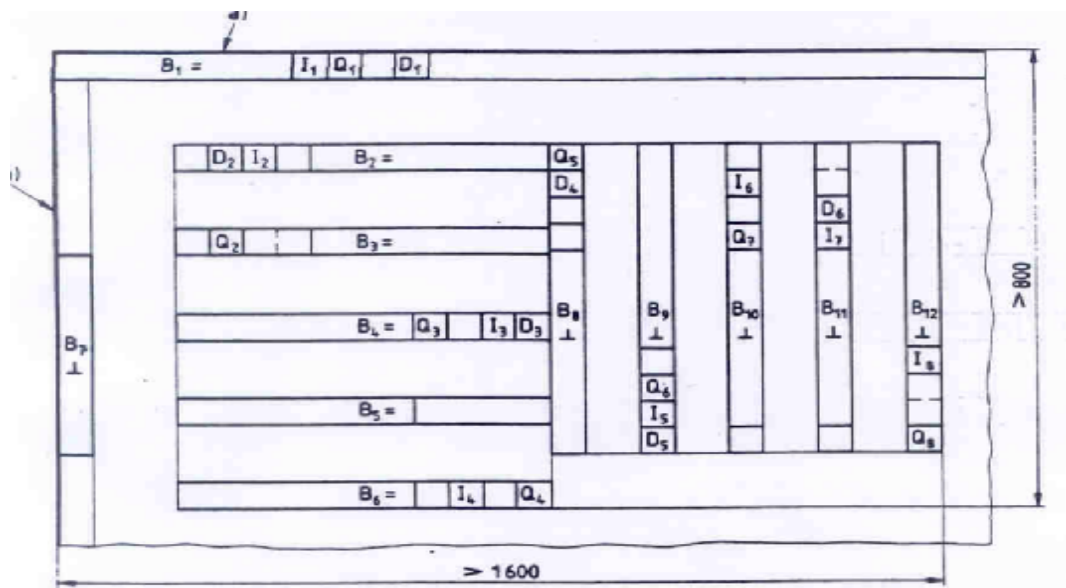 a)
B₁ = I₁ Q₁ D₁
D₂ I₂ B₂ = Q₅
D₄ I₆
D₆
Q₂ B₃ = Q₇ I₇
B₄ = Q₃ I₃ D₃ B₈ ⊥ B₉ ⊥ B₁₀ ⊥ B₁₁ ⊥ B₁₂ ⊥
B₇ ⊥
I₈
Q₆
B₅ = I₅
D₅ Q₈
B₆ = I₄ Q₄
> 800
> 1600